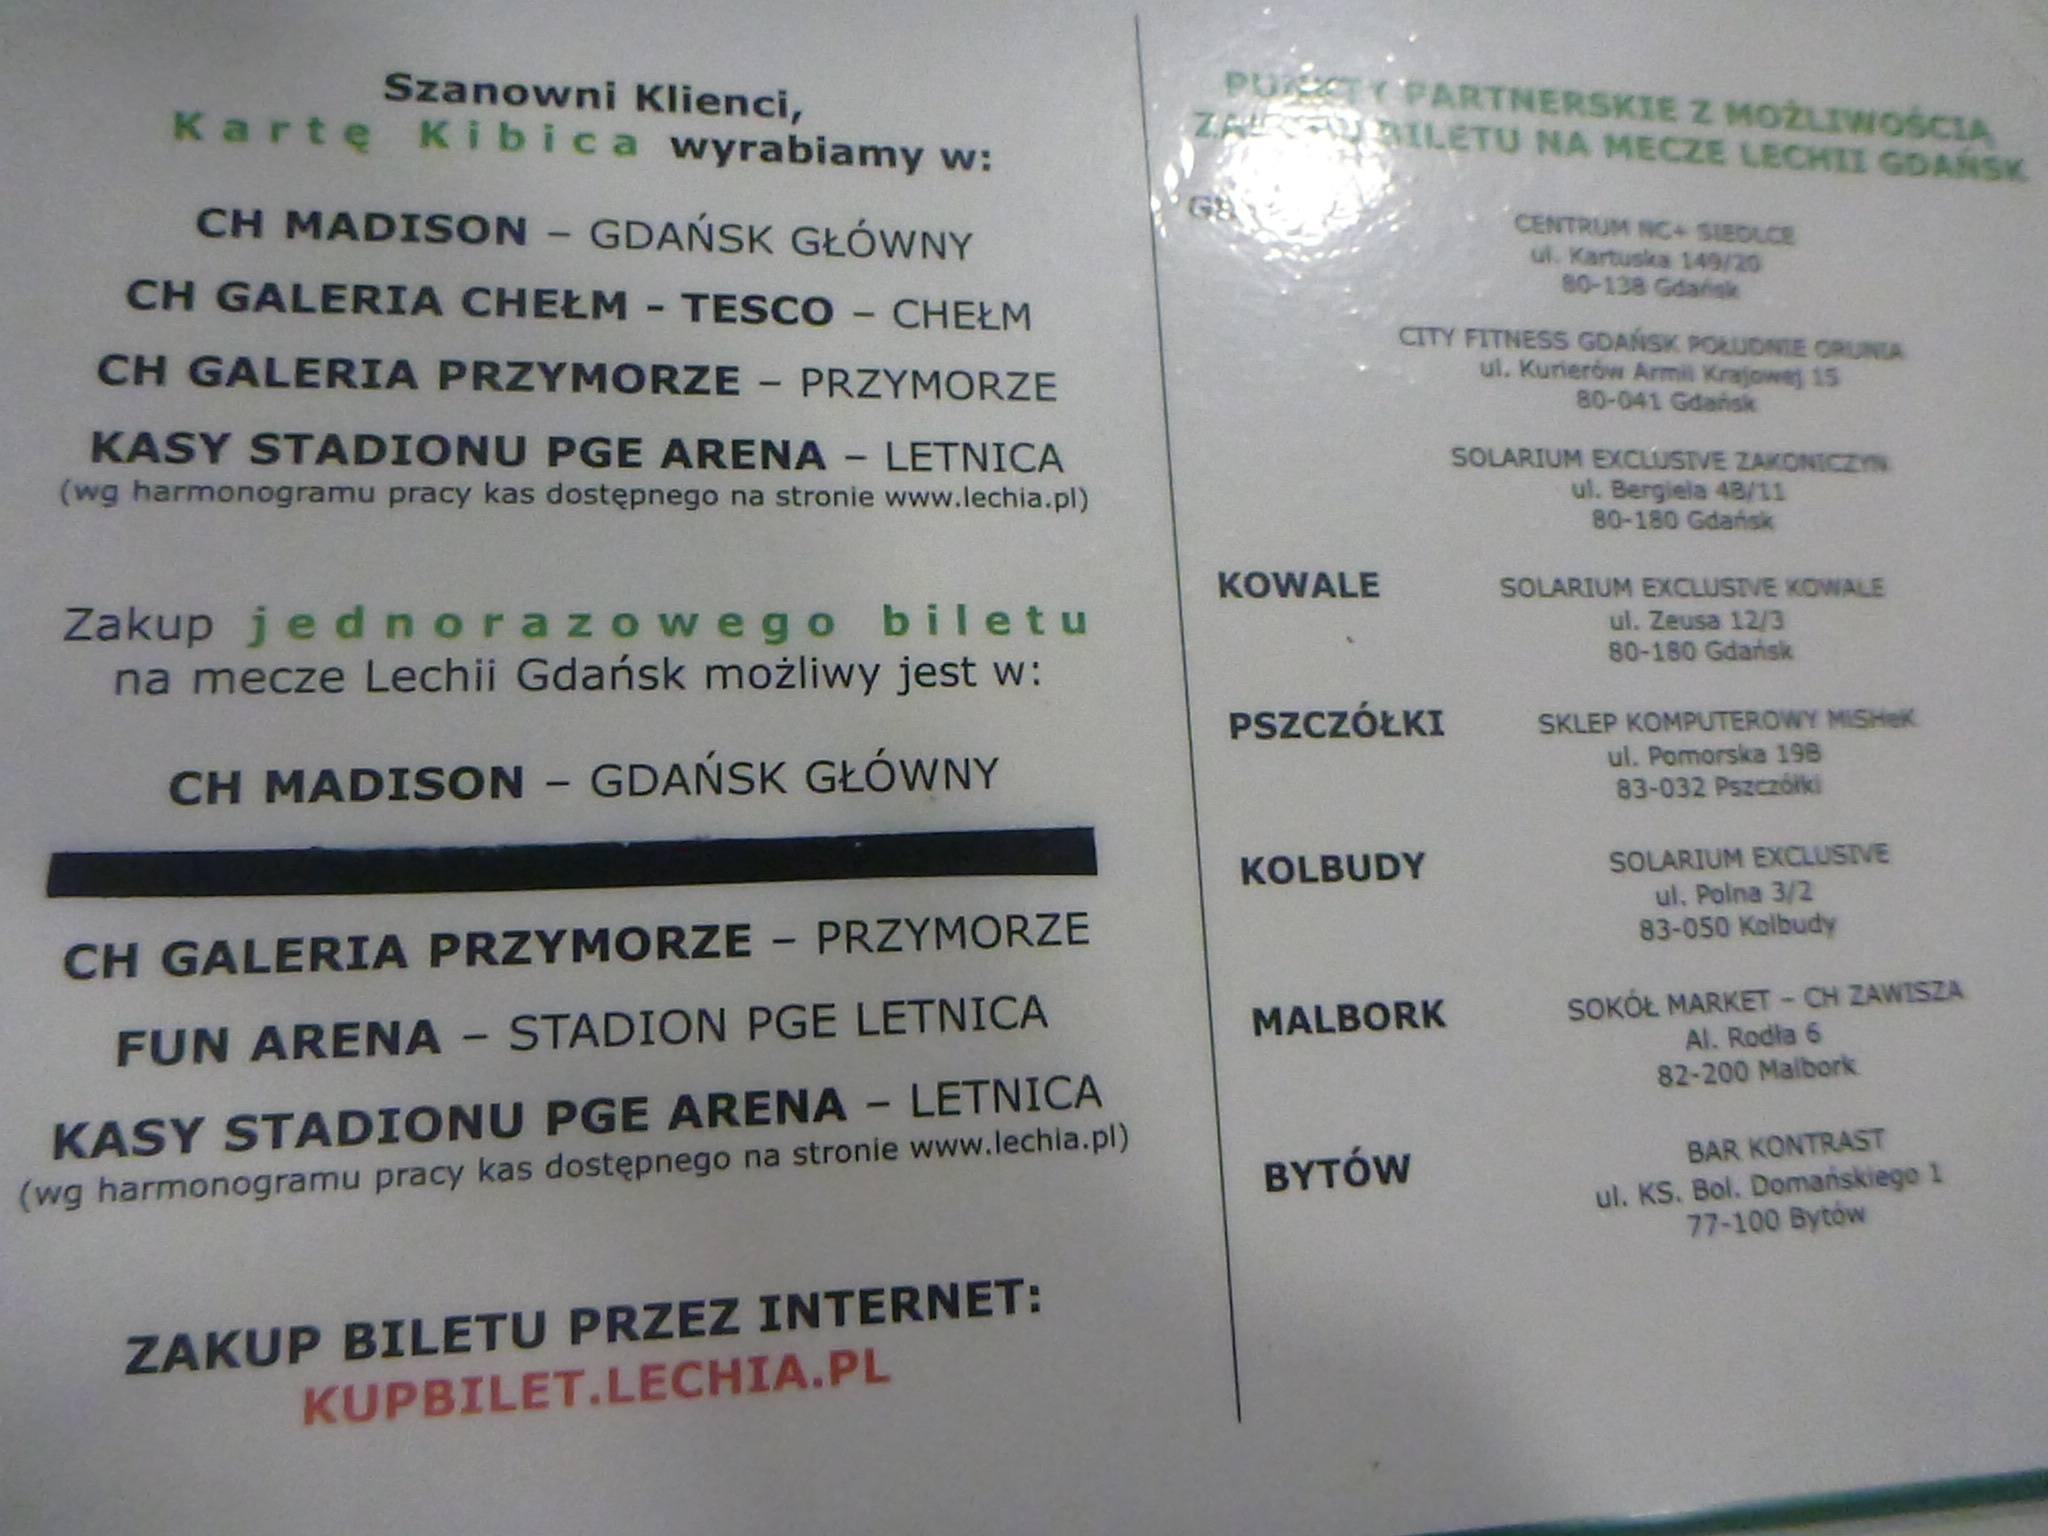 Szanowni Klienci,
Kartę Kibica wyrabiamy w:
CH MADISON – GDAŃSK GŁÓWNY
CH GALERIA CHEŁM - TESCO – CHEŁM
CH GALERIA PRZYMORZE – PRZYMORZE
KASY STADIONU PGE ARENA – LETNICA
(wg harmonogramu pracy kas dostępnego na stronie www.lechia.pl)
Zakup jednorazowego biletu
na mecze Lechii Gdańsk możliwy jest w:
CH MADISON – GDAŃSK GŁÓWNY
CH GALERIA PRZYMORZE – PRZYMORZE
FUN ARENA – STADION PGE LETNICA
KASY STADIONU PGE ARENA – LETNICA
(wg harmonogramu pracy kas dostępnego na stronie www.lechia.pl)
ZAKUP BILETU PRZEZ INTERNET:
KUPBILET.LECHIA.PL
PUNKTY PARTNERSKIE Z MOŻLIWOŚCIĄ
ZAKUPU BILETU NA MECZE LECHII GDAŃSK
CENTRUM NC+ SIEDLCE
ul. Kartuska 149/20
80-138 Gdańsk
CITY FITNESS GDAŃSK POŁUDNIE ORUNIA
ul. Kurierów Armii Krajowej 15
80-041 Gdańsk
SOLARIUM EXCLUSIVE ZAKONICZYN
ul. Bergiela 4B/11
80-180 Gdańsk
KOWALE SOLARIUM EXCLUSIVE KOWALE
ul. Zeusa 12/3
80-180 Gdańsk
PSZCZÓŁKI SKLEP KOMPUTEROWY MiSHeK
ul. Pomorska 19B
83-032 Pszczółki
KOLBUDY SOLARIUM EXCLUSIVE
ul. Polna 3/2
83-050 Kolbudy
MALBORK SOKÓŁ MARKET – CH ZAWISZA
Al. Rodła 6
82-200 Malbork
BYTÓW BAR KONTRAST
ul. KS. Bol. Domańskiego 1
77-100 Bytów